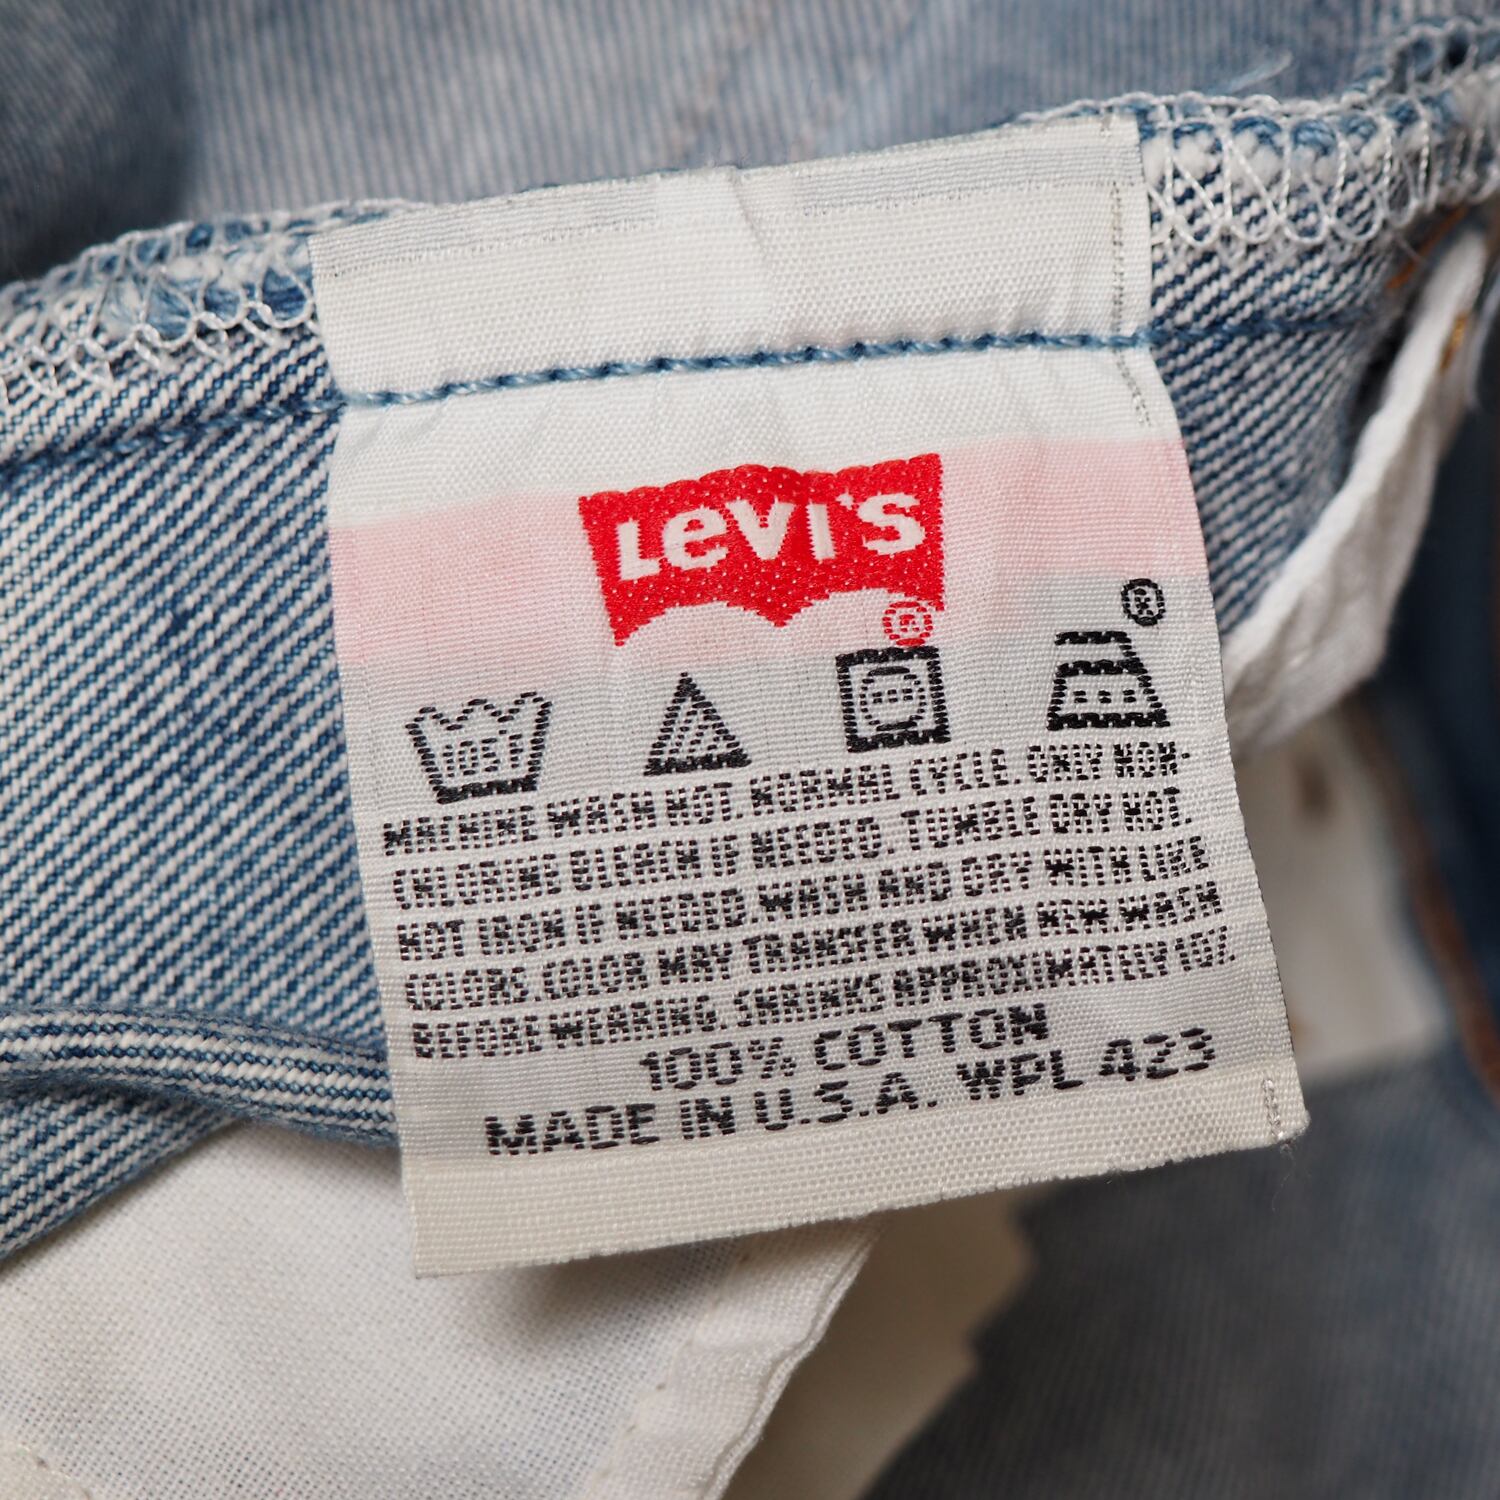 Levi's
®
®
105F
MACHINE WASH HOT. NORMAL CYCLE. ONLY NON-
CHLORINE BLEACH IF NEEDED. TUMBLE DRY HOT.
HOT IRON IF NEEDED. WASH AND DRY WITH LIKE
COLORS. COLOR MAY TRANSFER WHEN NEW. WASH
BEFORE WEARING. SHRINKS APPROXIMATELY 10%
100% COTTON
MADE IN U.S.A. WPL 423